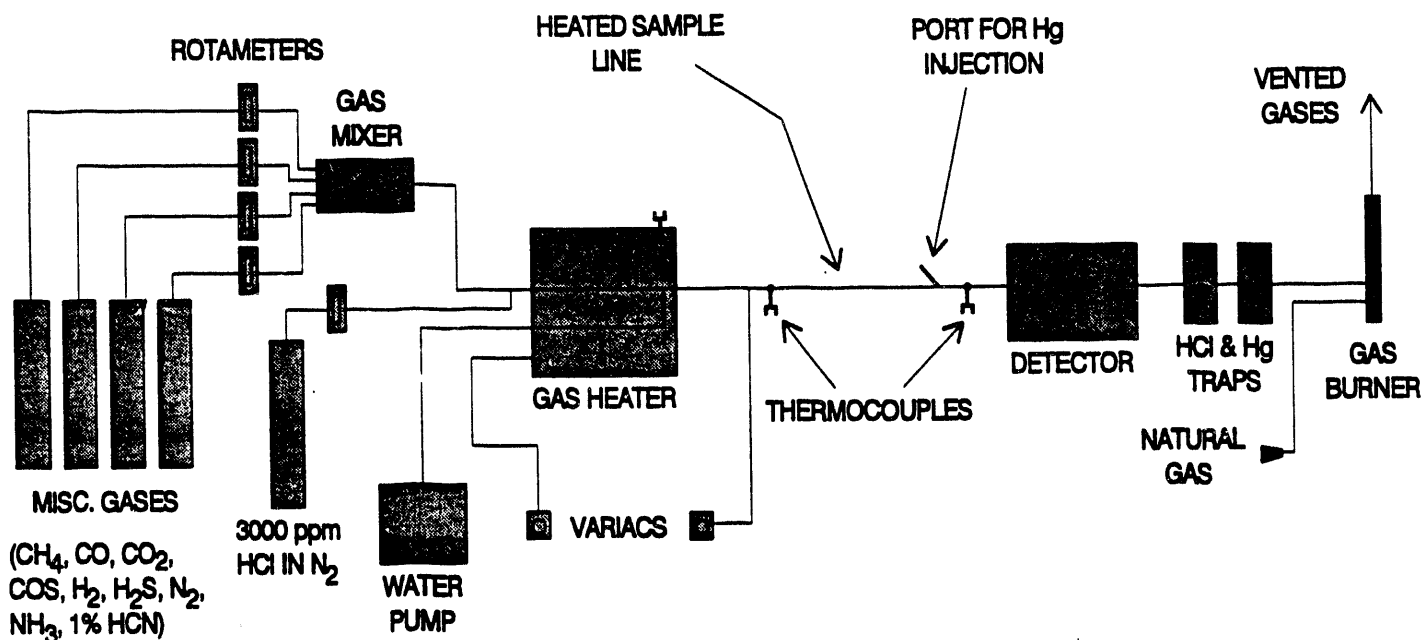 ROTAMETERS
GAS
MIXER
HEATED SAMPLE
LINE
PORT FOR Hg
INJECTION
VENTED
GASES
GAS HEATER
THERMOCOUPLES
DETECTOR
HCl & Hg
TRAPS
GAS
BURNER
NATURAL
GAS
MISC. GASES
(CH₄, CO, CO₂,
COS, H₂, H₂S, N₂,
NH₃, 1% HCN)
3000 ppm
HCl IN N₂
WATER
PUMP
VARIACS